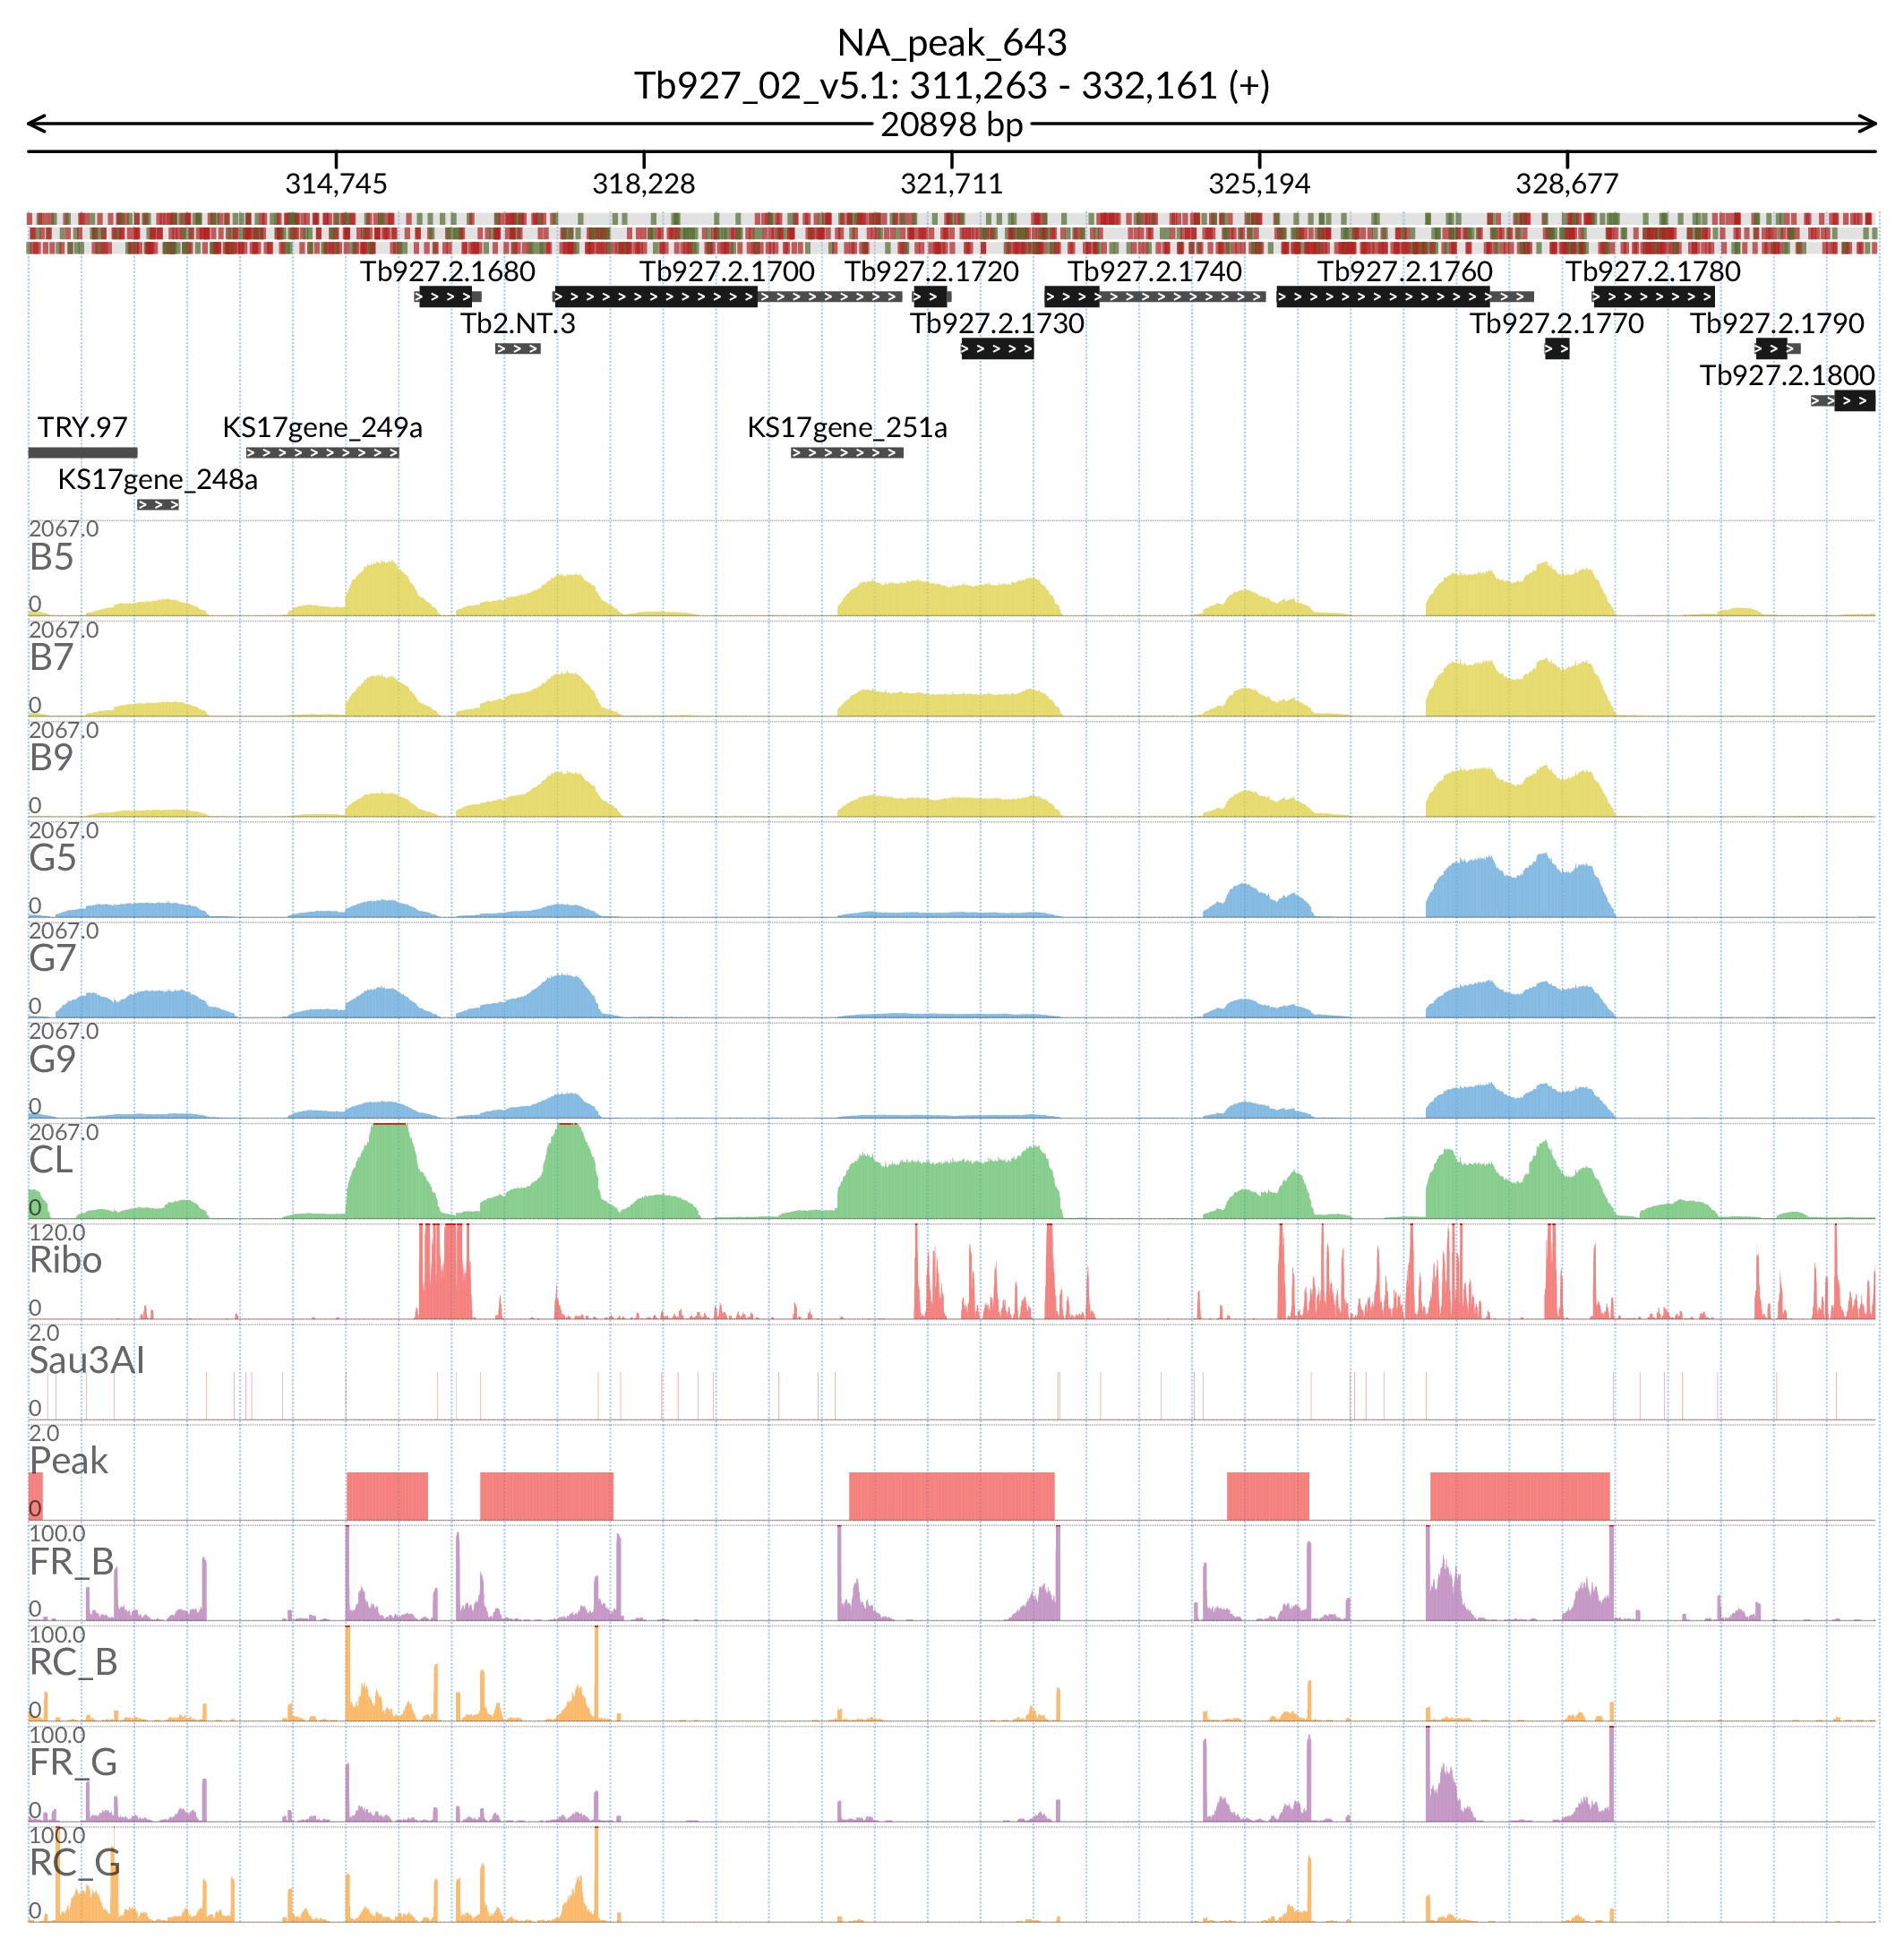 NA_peak_643
Tb927_02_v5.1: 311,263 - 332,161 (+)
20898 bp
314,745 318,228 321,711 325,194 328,677
Tb927.2.1680 Tb927.2.1700 Tb927.2.1720 Tb927.2.1740 Tb927.2.1760 Tb927.2.1780
Tb2.NT.3 Tb927.2.1730 Tb927.2.1770 Tb927.2.1790
Tb927.2.1800
TRY.97 KS17gene_249a KS17gene_251a
KS17gene_248a
2067.0
B5
0
2067.0
B7
0
2067.0
B9
0
2067.0
G5
0
2067.0
G7
0
2067.0
G9
0
2067.0
CL
0
120.0
Ribo
0
2.0
Sau3AI
0
2.0
Peak
0
100.0
FR_B
0
100.0
RC_B
0
100.0
FR_G
0
100.0
RC_G
0